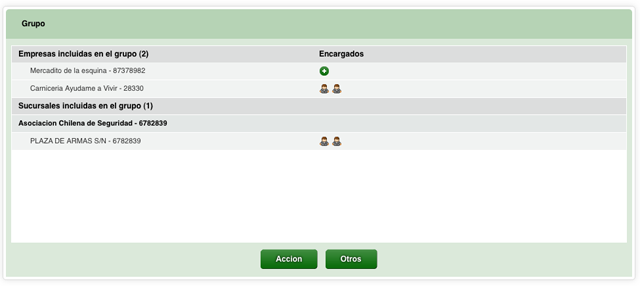 Grupo
Empresas incluidas en el grupo (2) Encargados
Mercadito de la esquina - 87378982
Carniceria Ayudame a Vivir - 28330
Sucursales incluidas en el grupo (1)
Asociacion Chilena de Seguridad - 6782839
PLAZA DE ARMAS S/N - 6782839
Accion Otros